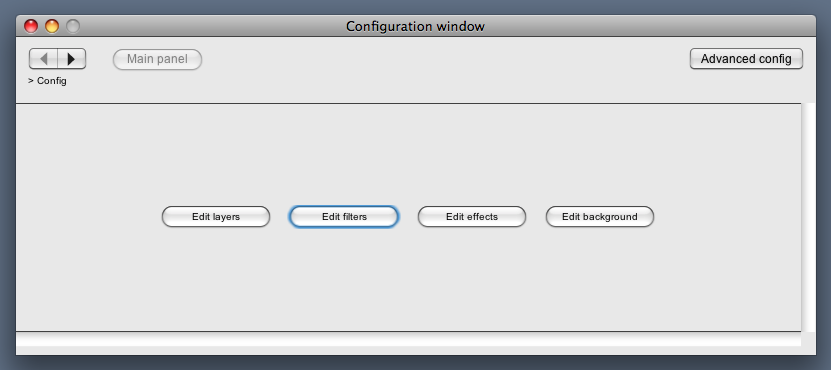 Configuration window
Main panel
Advanced config
> Config
Edit layers
Edit filters
Edit effects
Edit background